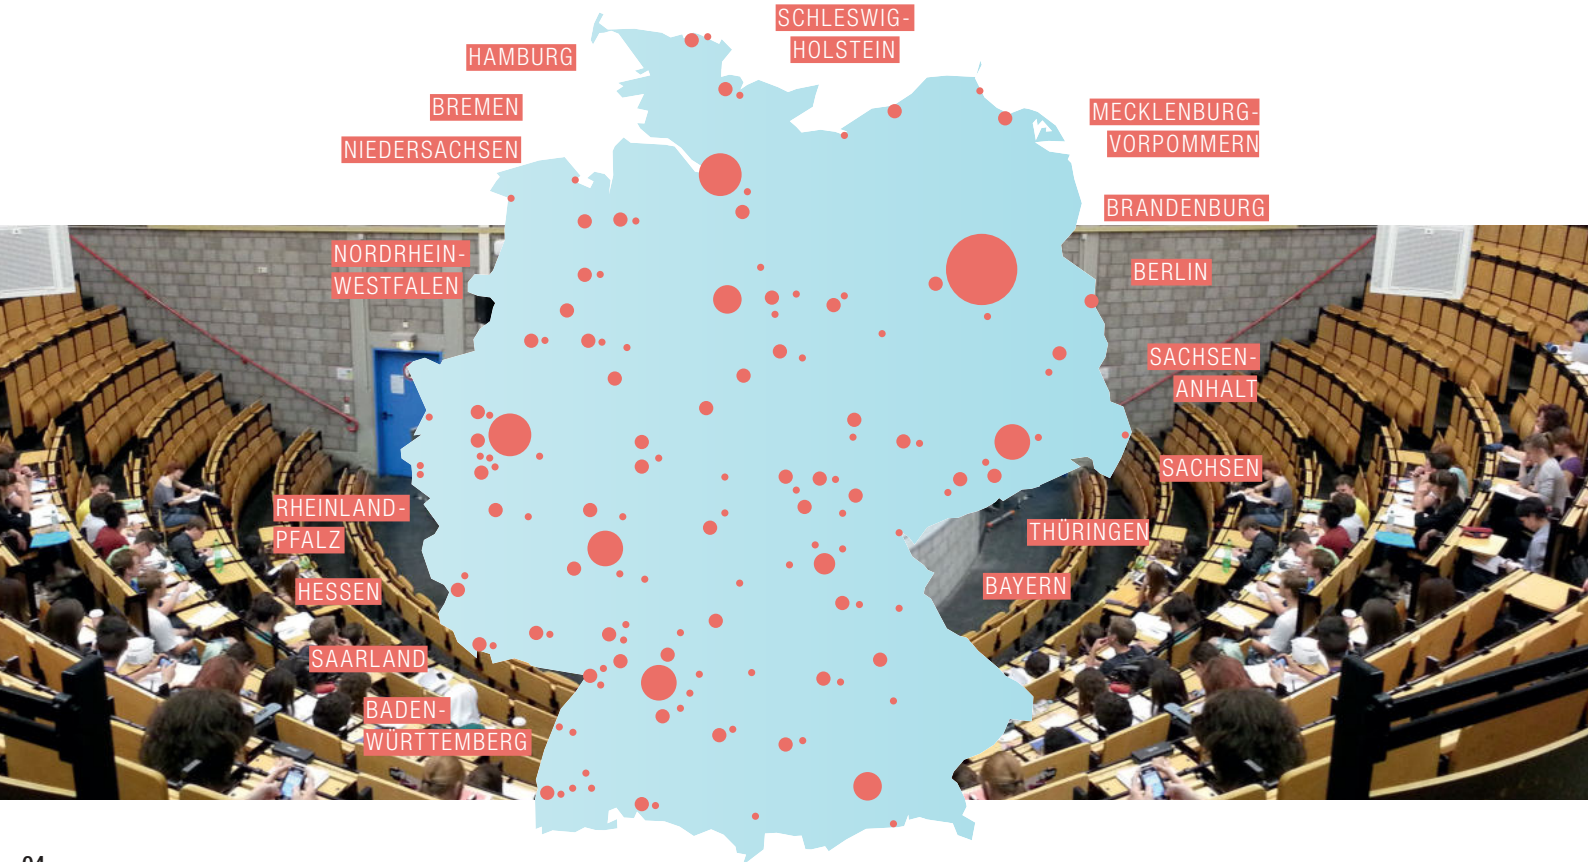 SCHLESWIG-
HOLSTEIN
HAMBURG
BREMEN
NIEDERSACHSEN
MECKLENBURG-
VORPOMMERN
BRANDENBURG
NORDRHEIN-
WESTFALEN
BERLIN
SACHSEN-
ANHALT
SACHSEN
RHEINLAND-
PFALZ
THÜRINGEN
HESSEN
BAYERN
SAARLAND
BADEN-
WÜRTTEMBERG